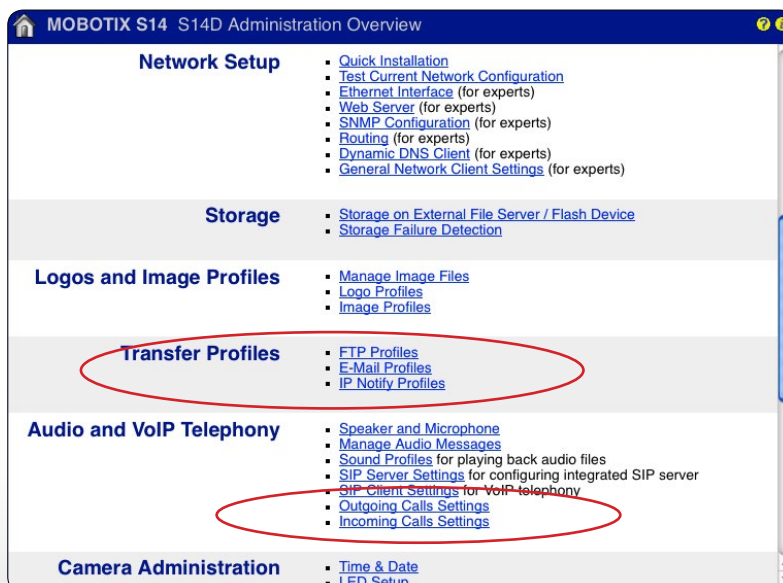 MOBOTIX S14 S14D Administration Overview
Network Setup
Quick Installation
Test Current Network Configuration
Ethernet Interface (for experts)
Web Server (for experts)
SNMP Configuration (for experts)
Routing (for experts)
Dynamic DNS Client (for experts)
General Network Client Settings (for experts)
Storage
Storage on External File Server / Flash Device
Storage Failure Detection
Logos and Image Profiles
Manage Image Files
Logo Profiles
Image Profiles
Transfer Profiles
FTP Profiles
E-Mail Profiles
IP Notify Profiles
Audio and VoIP Telephony
Speaker and Microphone
Manage Audio Messages
Sound Profiles for playing back audio files
SIP Server Settings for configuring integrated SIP server
SIP Client Settings for VoIP telephony
Outgoing Calls Settings
Incoming Calls Settings
Camera Administration
Time & Date
LED Setup